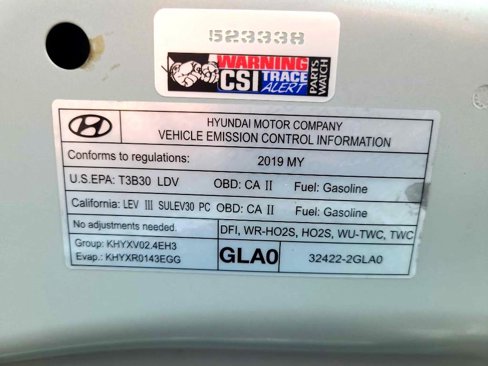 523338
WARNING
CSI TRACE
ALERT
PARTS
WATCH
HYUNDAI MOTOR COMPANY
VEHICLE EMISSION CONTROL INFORMATION
Conforms to regulations: 2019 MY
U.S.EPA: T3B30 LDV OBD: CA II Fuel: Gasoline
California: LEV III SULEV30 PC OBD: CA II Fuel: Gasoline
No adjustments needed. DFI, WR-HO2S, HO2S, WU-TWC, TWC
Group: KHYXV02.4EH3
Evap.: KHYXR0143EGG
GLA0
32422-2GLA0